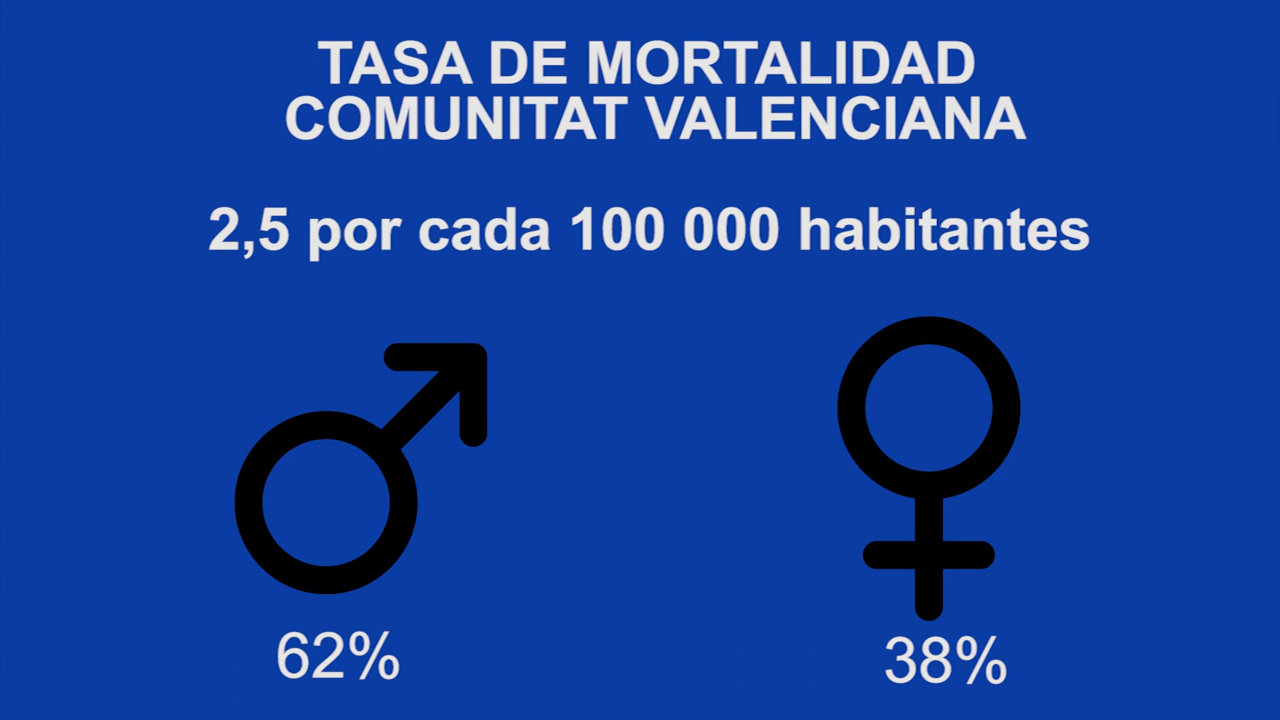 TASA DE MORTALIDAD
COMUNITAT VALENCIANA
2,5 por cada 100 000 habitantes
62%
38%